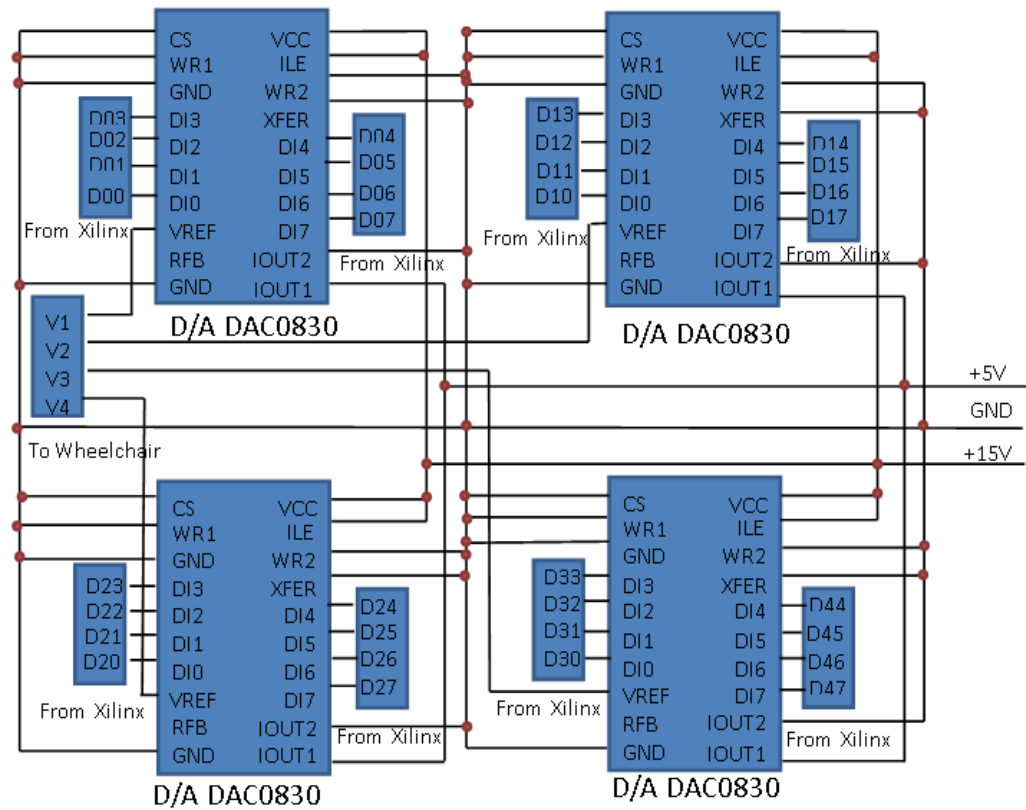 CS VCC
WR1 ILE
GND WR2
DI3 XFER
DI2 DI4
DI1 DI5
DI0 DI6
VREF DI7
RFB IOUT2
GND IOUT1
D03
D02
D01
D00
From Xilinx
D04
D05
D06
D07
From Xilinx
D/A DAC0830
CS VCC
WR1 ILE
GND WR2
DI3 XFER
DI2 DI4
DI1 DI5
DI0 DI6
VREF DI7
RFB IOUT2
GND IOUT1
D13
D12
D11
D10
From Xilinx
D14
D15
D16
D17
From Xilinx
D/A DAC0830
V1
V2
V3
V4
To Wheelchair
+5V
GND
+15V
CS VCC
WR1 ILE
GND WR2
DI3 XFER
DI2 DI4
DI1 DI5
DI0 DI6
VREF DI7
RFB IOUT2
GND IOUT1
D23
D22
D21
D20
From Xilinx
D24
D25
D26
D27
From Xilinx
D/A DAC0830
CS VCC
WR1 ILE
GND WR2
DI3 XFER
DI2 DI4
DI1 DI5
DI0 DI6
VREF DI7
RFB IOUT2
GND IOUT1
D33
D32
D31
D30
From Xilinx
D44
D45
D46
D47
From Xilinx
D/A DAC0830